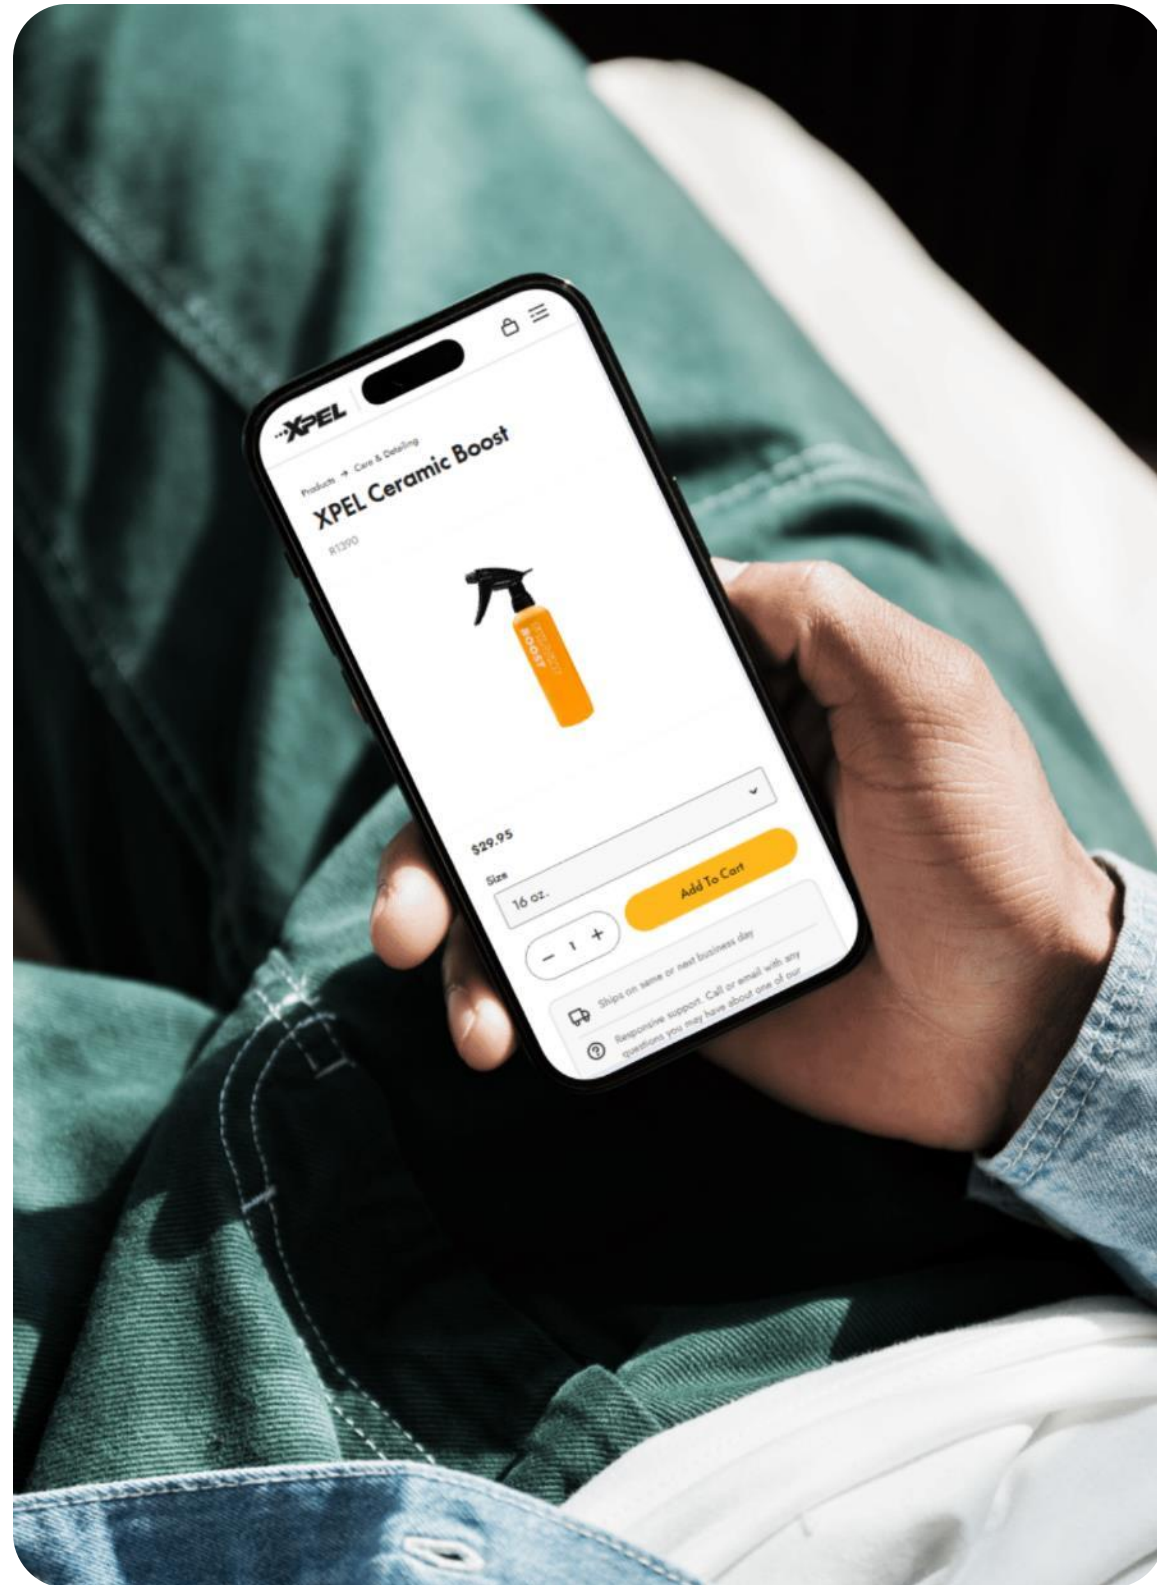 XPEL
Products → Care & Detailing
XPEL Ceramic Boost
R1390
BOOST
$29.95
Size
16 oz.
− 1 +
Add To Cart
Ships on same or next business day
Responsive support. Call or email with any
questions you may have about one of our